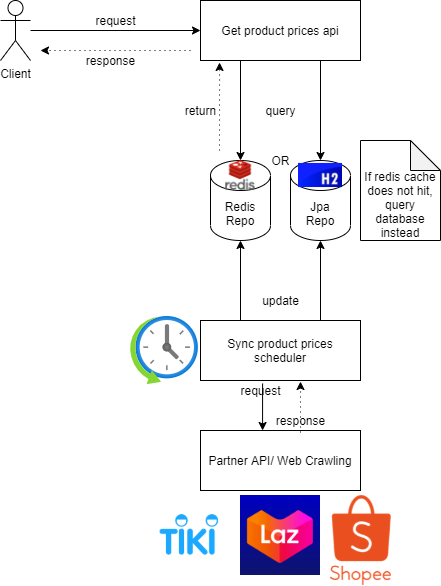 request
Get product prices api
response
Client
return
query
OR
redis
H2
Redis
Repo
Jpa
Repo
If redis cache
does not hit,
query
database
instead
update
Sync product prices
scheduler
request
response
Partner API/ Web Crawling
TIKI
Laz
S
Shopee